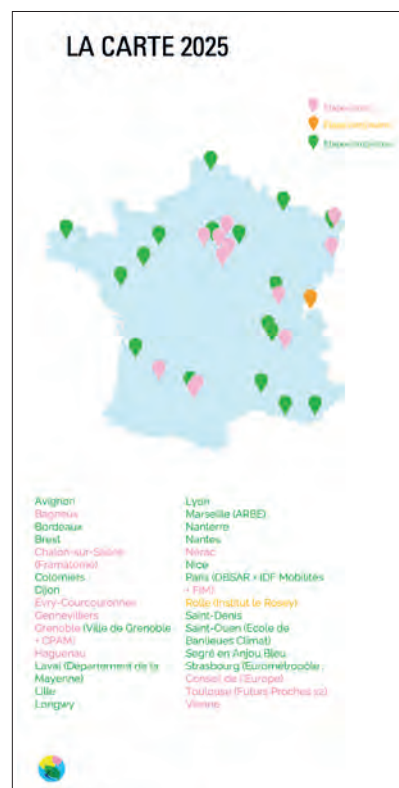 LA CARTE 2025
Avignon
Bagneux
Bordeaux
Brest
Chalon-sur-Saône
(Framatome)
Colomiers
Dijon
Evry-Courcouronnes
Gennevilliers
Grenoble (Ville de Grenoble
+ CPAM)
Haguenau
Laval (Département de la
Mayenne)
Lille
Longwy
Lyon
Marseille (ARBE)
Nanterre
Nantes
Nérac
Nice
Paris (OBSAR + IDF Mobilités
+ FIM)
Rolle (Institut le Rosey)
Saint-Denis
Saint-Ouen (Ecole de
Banlieues Climat)
Segré en Anjou Bleu
Strasbourg (Eurométropole,
Conseil de l'Europe)
Toulouse (Futurs Proches x2)
Vienne